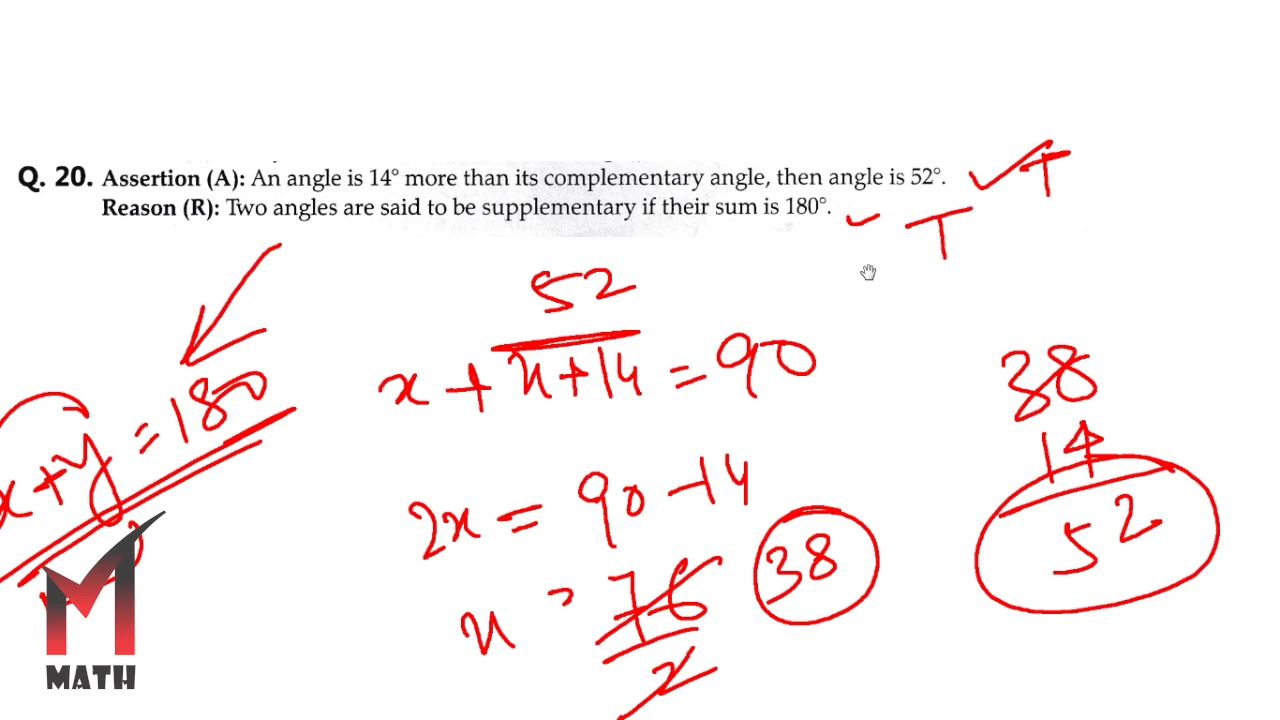 Q. 20. Assertion (A): An angle is 14° more than its complementary angle, then angle is 52°.
Reason (R): Two angles are said to be supplementary if their sum is 180°.
T
T
52
x + x+14 = 90
x+y = 180
38
14
52
2x = 90-14
x = 76
2
38
MATH